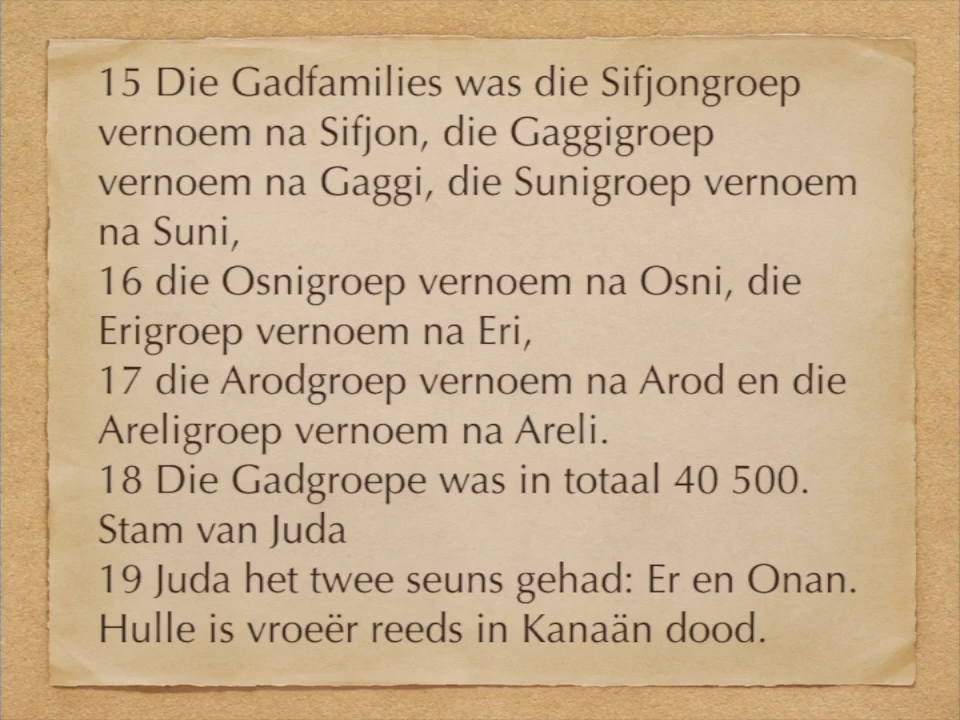 15 Die Gadfamilies was die Sifjongroep
vernoem na Sifjon, die Gaggigroep
vernoem na Gaggi, die Sunigroep vernoem
na Suni,
16 die Osnigroep vernoem na Osni, die
Erigroep vernoem na Eri,
17 die Arodgroep vernoem na Arod en die
Areligroep vernoem na Areli.
18 Die Gadgroepe was in totaal 40 500.
Stam van Juda
19 Juda het twee seuns gehad: Er en Onan.
Hulle is vroeër reeds in Kanaän dood.